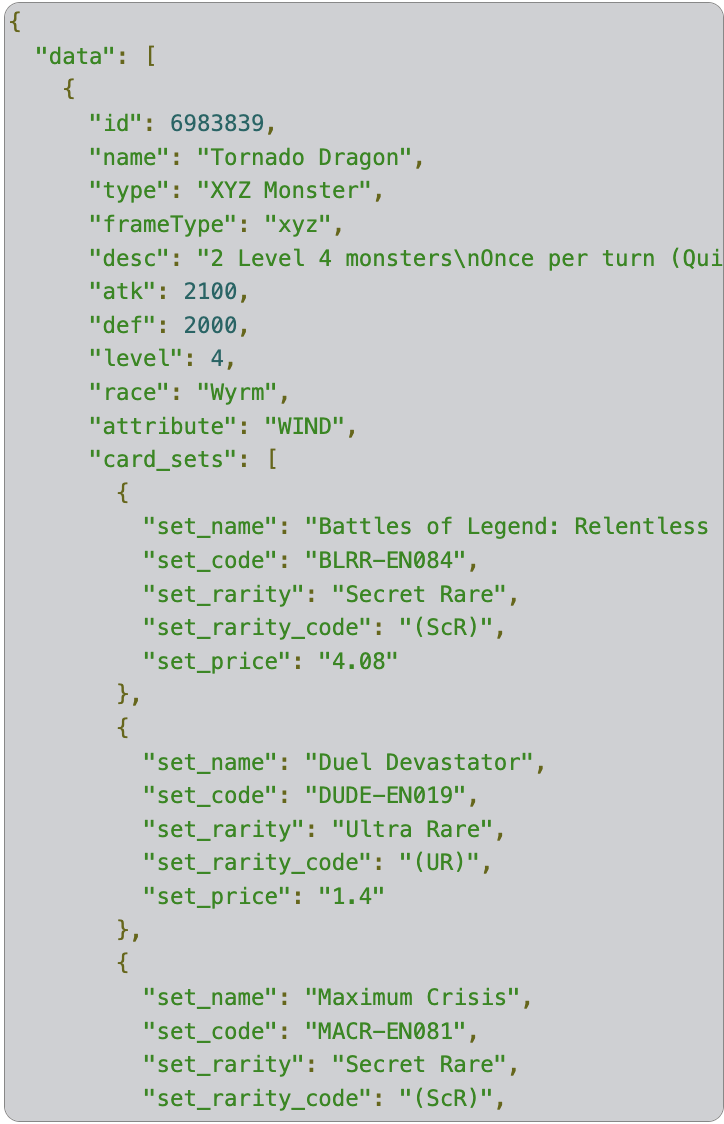 {
  "data": [
    {
      "id": 6983839,
      "name": "Tornado Dragon",
      "type": "XYZ Monster",
      "frameType": "xyz",
      "desc": "2 Level 4 monsters\nOnce per turn (Qui
      "atk": 2100,
      "def": 2000,
      "level": 4,
      "race": "Wyrm",
      "attribute": "WIND",
      "card_sets": [
        {
          "set_name": "Battles of Legend: Relentless
          "set_code": "BLRR-EN084",
          "set_rarity": "Secret Rare",
          "set_rarity_code": "(ScR)",
          "set_price": "4.08"
        },
        {
          "set_name": "Duel Devastator",
          "set_code": "DUDE-EN019",
          "set_rarity": "Ultra Rare",
          "set_rarity_code": "(UR)",
          "set_price": "1.4"
        },
        {
          "set_name": "Maximum Crisis",
          "set_code": "MACR-EN081",
          "set_rarity": "Secret Rare",
          "set_rarity_code": "(ScR)",